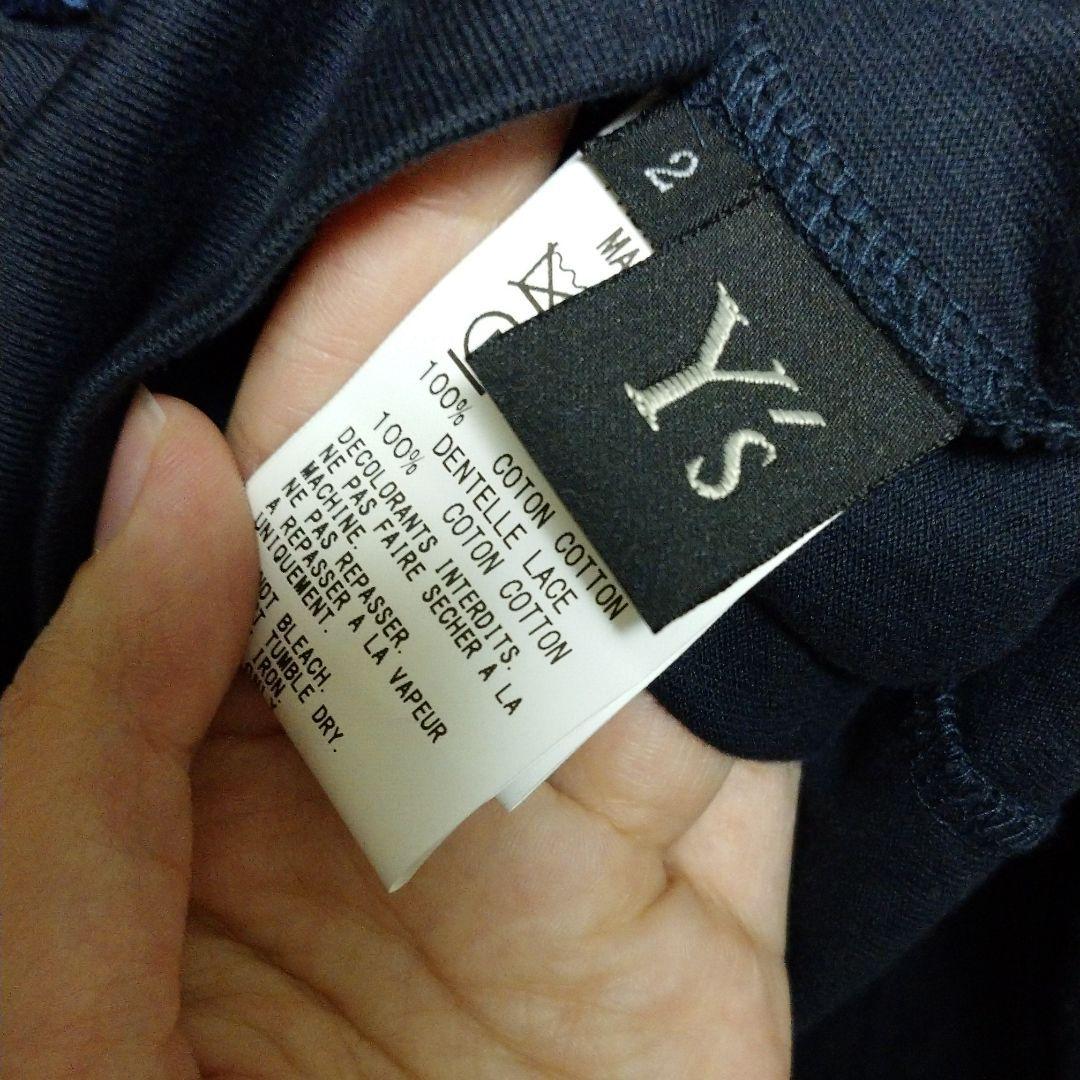 2
Y's
MA
100% COTON COTTON
DENTELLE LACE
100% COTON COTTON
DECOLORANTS INTERDITS.
NE PAS FAIRE SECHER A LA
MACHINE.
NE PAS REPASSER.
A REPASSER A LA VAPEUR
UNIQUEMENT.
NOT BLEACH.
TUMBLE DRY.
IRON.